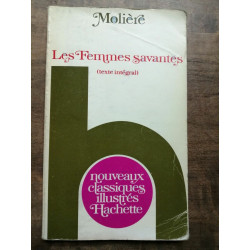 Molière
Les Femmes savantes
(texte intégral)
nouveaux
classiques
illustrés
Hachette